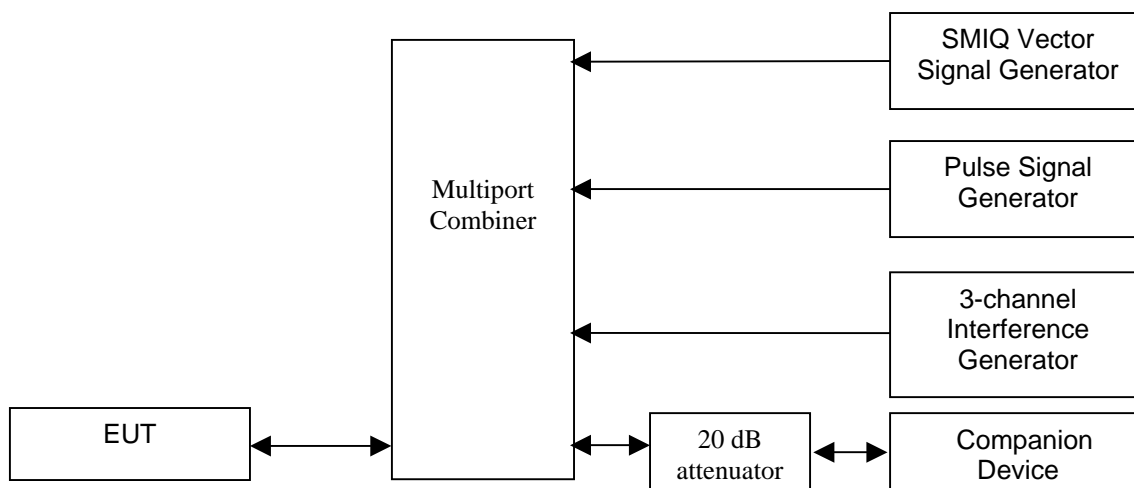 SMIQ Vector
Signal Generator
Pulse Signal
Generator
Multiport
Combiner
3-channel
Interference
Generator
EUT
20 dB
attenuator
Companion
Device